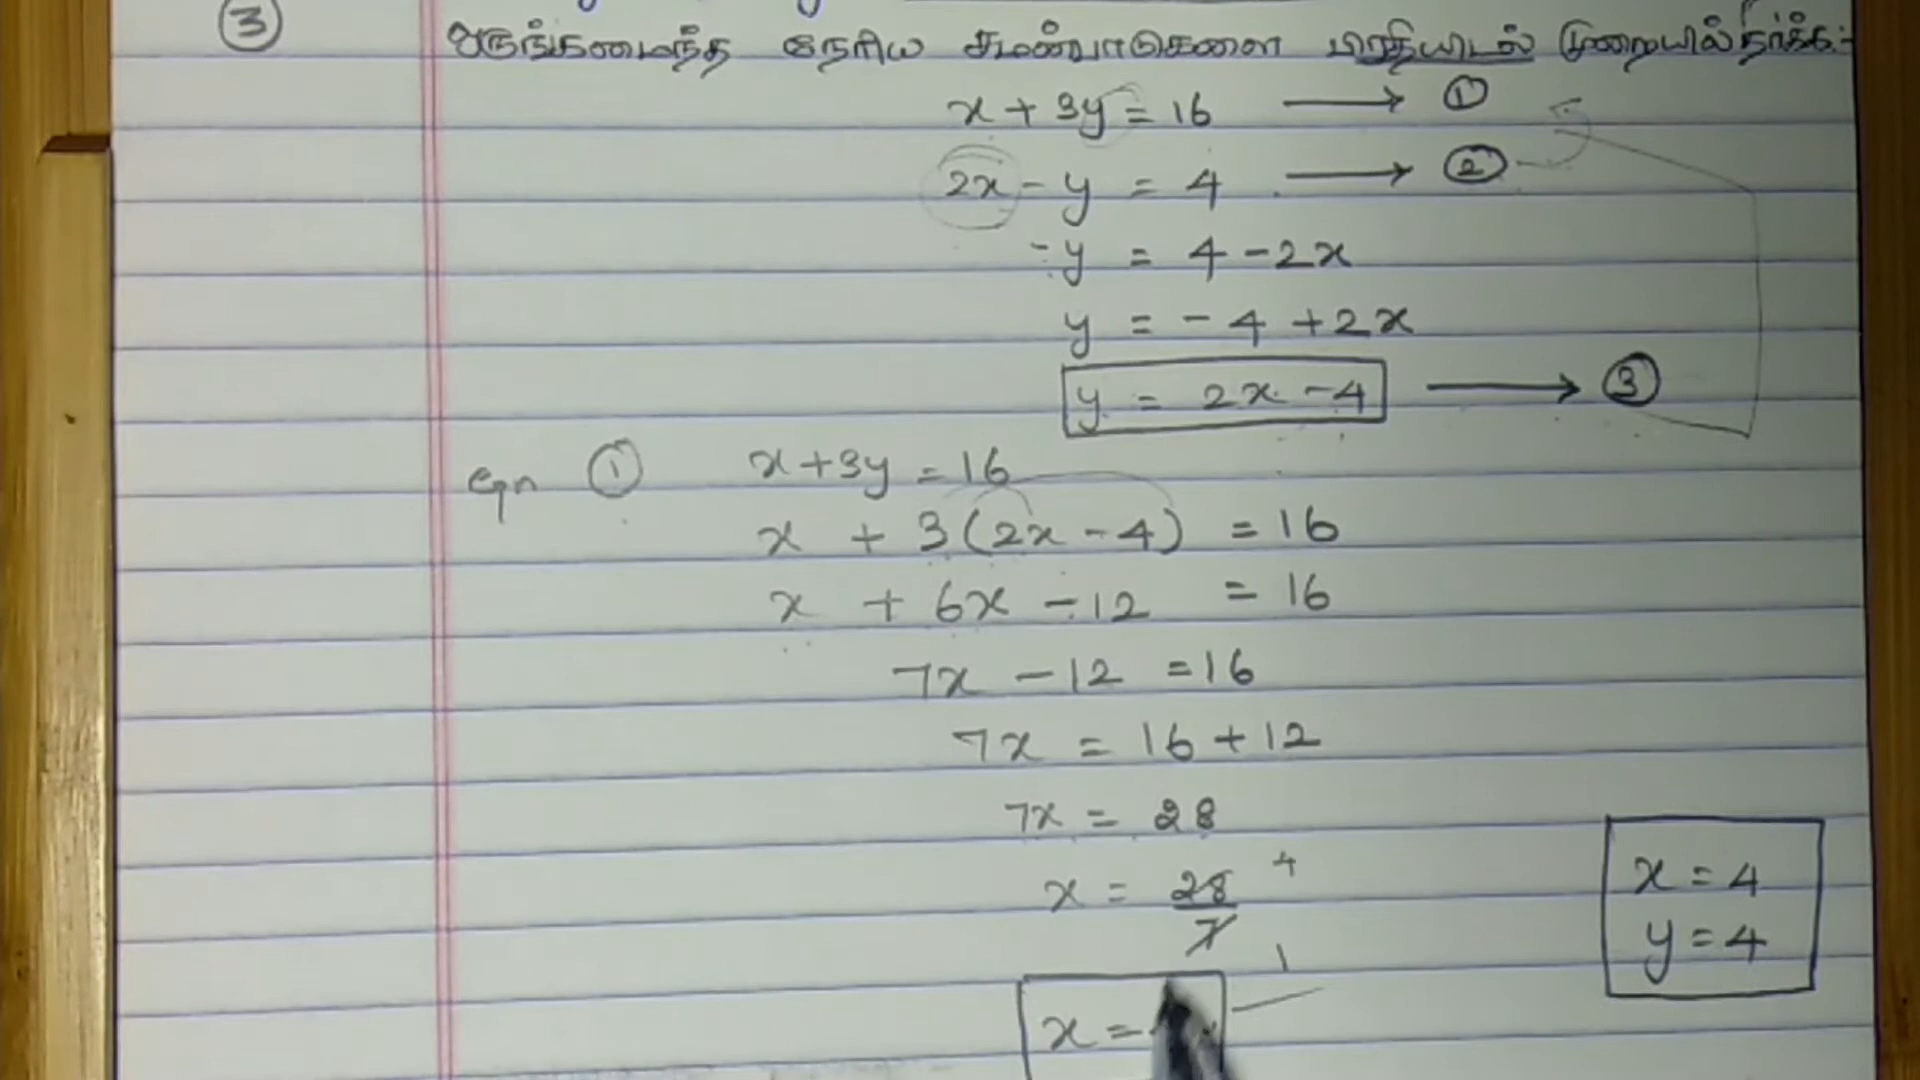 ③ ஒருங்கமைந்த நேரிய சமன்பாடுகளை பிரதியிடல் முறையில் தீர்க்க:-
x + 3y = 16 ⟶ ①
2x - y = 4 ⟶ ②
-y = 4 - 2x
y = - 4 + 2x
y = 2x - 4 ⟶ ③
eqn ① x + 3y = 16
x + 3(2x - 4) = 16
x + 6x - 12 = 16
7x - 12 = 16
7x = 16 + 12
7x = 28
x = 28/7 4 1
x =
x = 4
y = 4